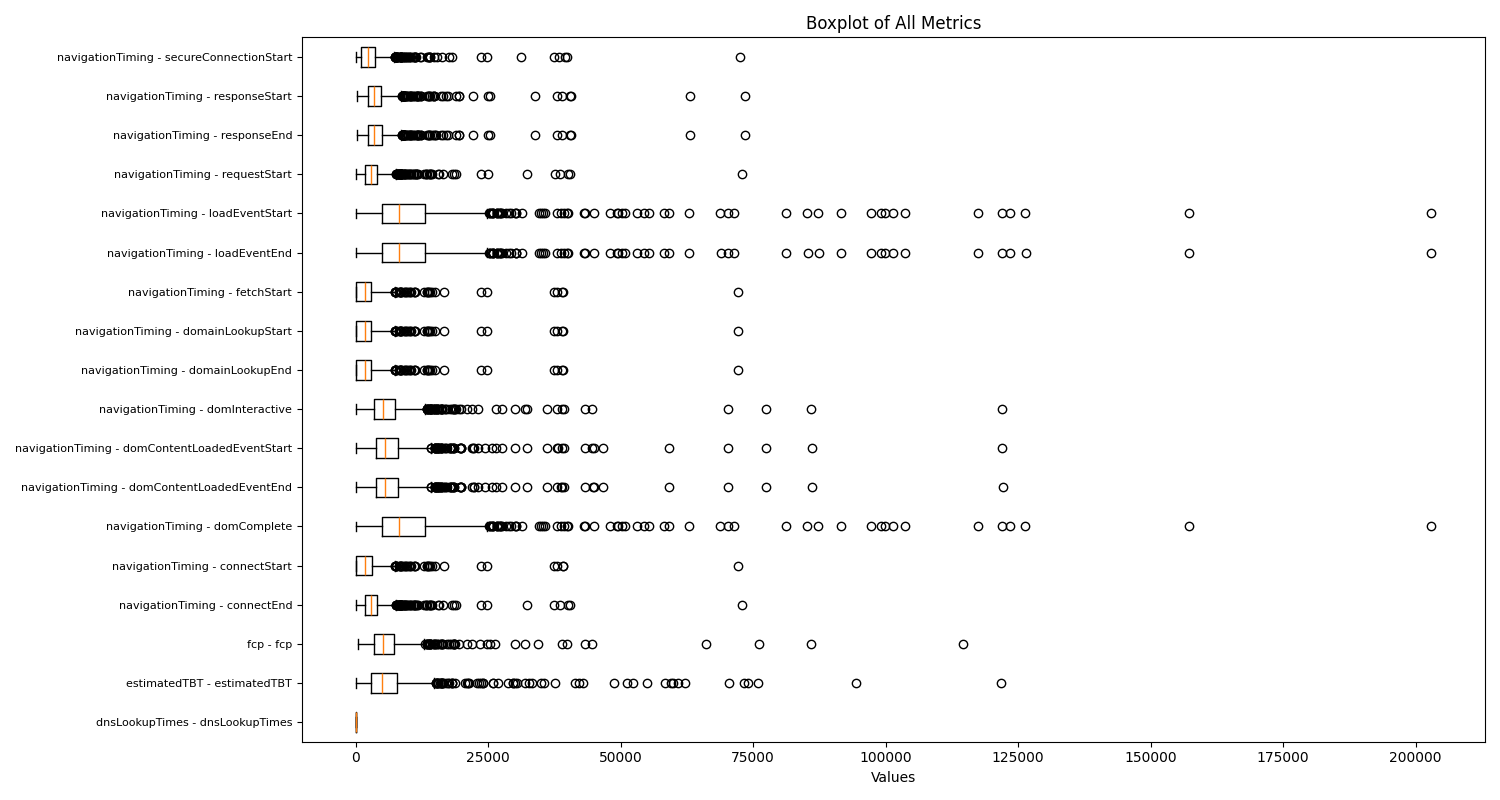 Boxplot of All Metrics
navigationTiming - secureConnectionStart
navigationTiming - responseStart
navigationTiming - responseEnd
navigationTiming - requestStart
navigationTiming - loadEventStart
navigationTiming - loadEventEnd
navigationTiming - fetchStart
navigationTiming - domainLookupStart
navigationTiming - domainLookupEnd
navigationTiming - domInteractive
navigationTiming - domContentLoadedEventStart
navigationTiming - domContentLoadedEventEnd
navigationTiming - domComplete
navigationTiming - connectStart
navigationTiming - connectEnd
fcp - fcp
estimatedTBT - estimatedTBT
dnsLookupTimes - dnsLookupTimes
0 25000 50000 75000 100000 125000 150000 175000 200000
Values